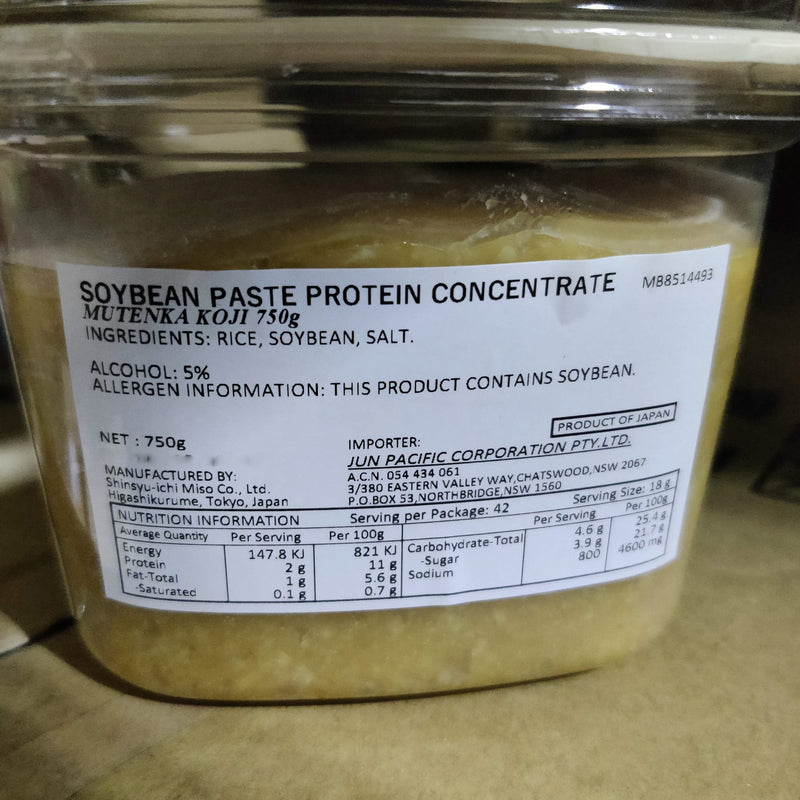 SOYBEAN PASTE PROTEIN CONCENTRATE MB8514493
MUTENKA KOJI 750g
INGREDIENTS: RICE, SOYBEAN, SALT.
ALCOHOL: 5%
ALLERGEN INFORMATION: THIS PRODUCT CONTAINS SOYBEAN.
PRODUCT OF JAPAN
NET : 750g
IMPORTER:
JUN PACIFIC CORPORATION PTY.LTD.
A.C.N. 054 434 061
3/380 EASTERN VALLEY WAY,CHATSWOOD,NSW 2067
P.O.BOX 53,NORTHBRIDGE,NSW 1560
MANUFACTURED BY:
Shinsyu-ichi Miso Co., Ltd.
Higashikurume, Tokyo, Japan
NUTRITION INFORMATION Serving per Package: 42 Serving Size: 18 g
Average Quantity Per Serving Per 100g Per Serving Per 100g
Energy 147.8 KJ 821 KJ Carbohydrate-Total 4.6 g 25.4 g
Protein 2 g 11 g -Sugar 3.9 g 21.7 g
Fat-Total 1 g 5.6 g Sodium 800 4600 mg
-Saturated 0.1 g 0.7 g